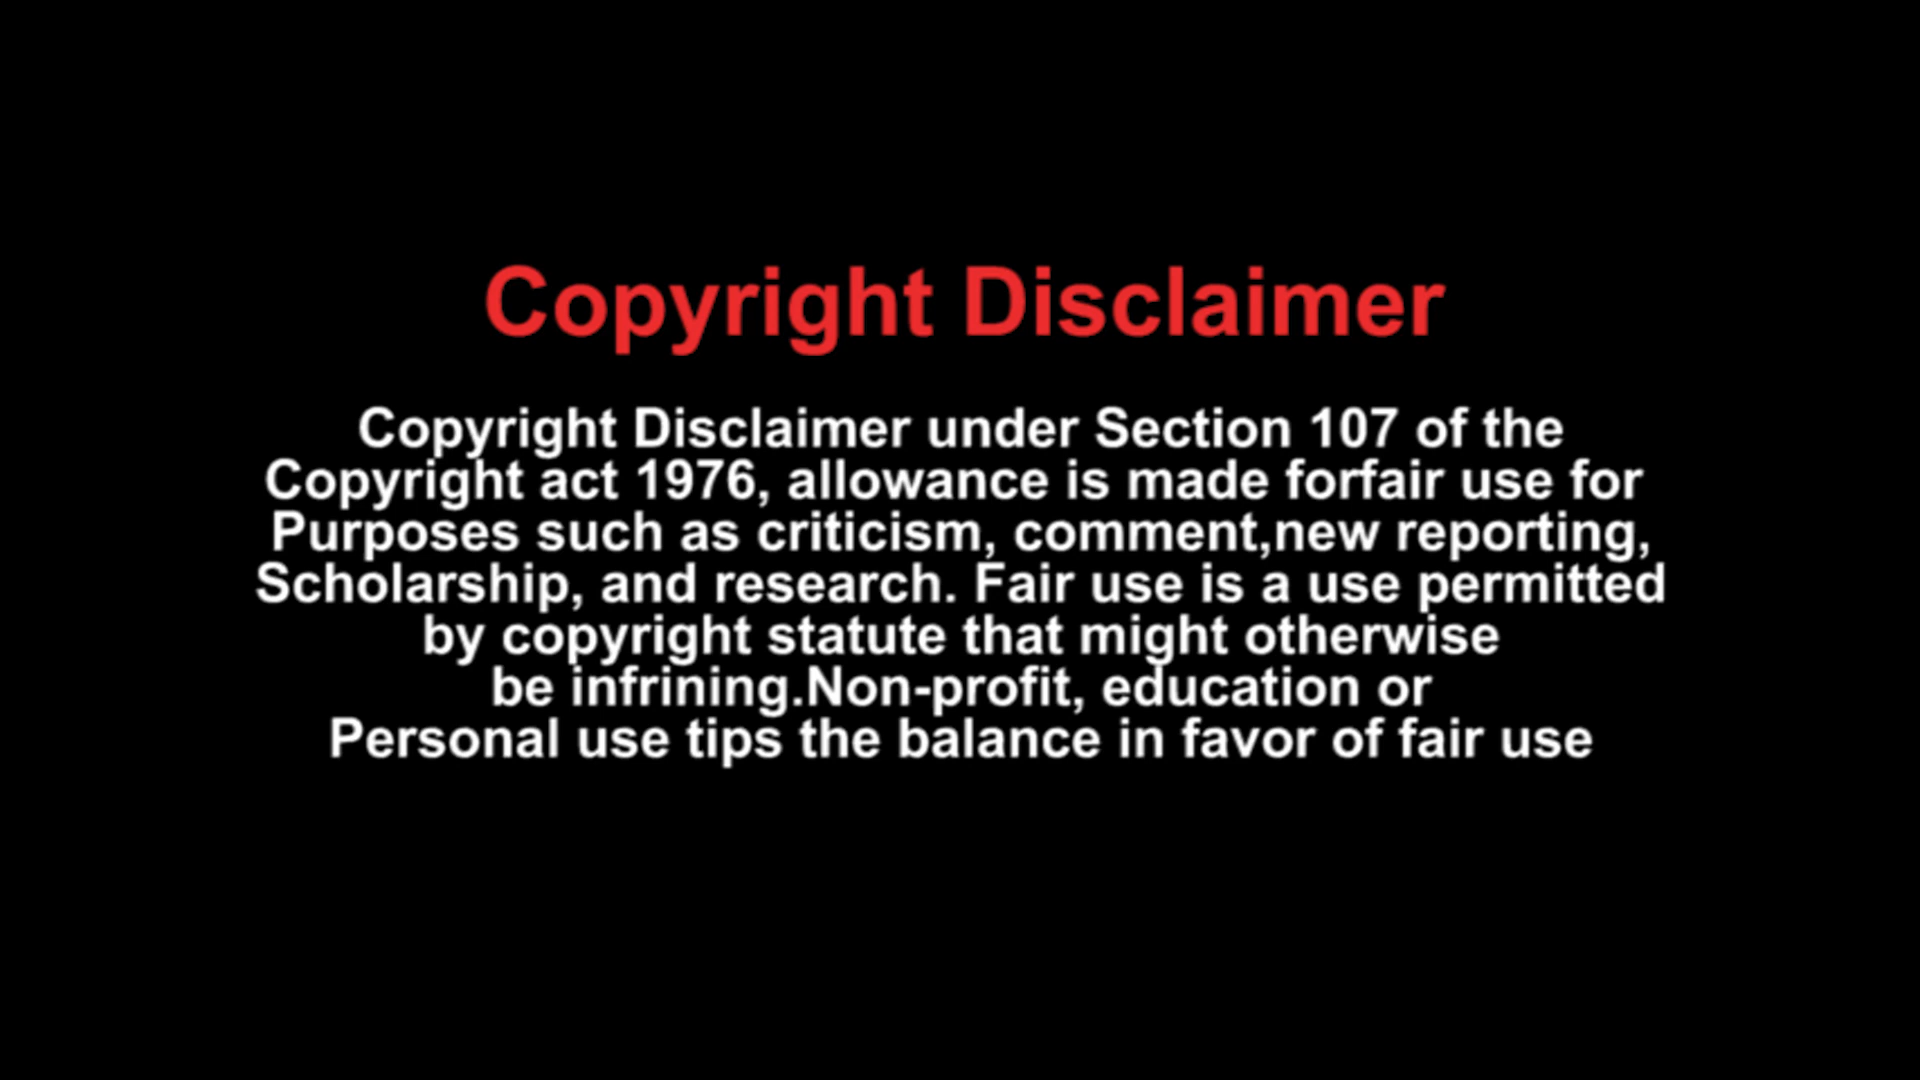 Copyright Disclaimer
Copyright Disclaimer under Section 107 of the
Copyright act 1976, allowance is made forfair use for
Purposes such as criticism, comment,new reporting,
Scholarship, and research. Fair use is a use permitted
by copyright statute that might otherwise
be infrining.Non-profit, education or
Personal use tips the balance in favor of fair use